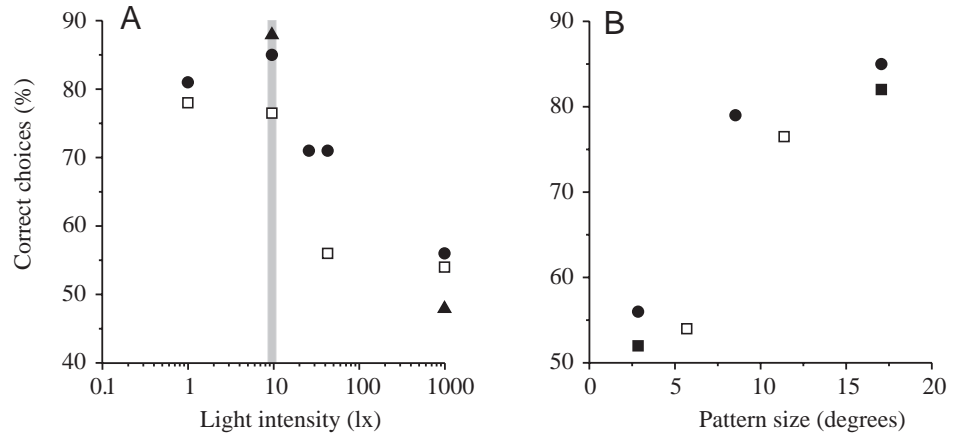 A
90
80
70
60
50
40
Correct choices (%)
0.1 1 10 100 1000
Light intensity (lx)
B
90
80
70
60
50
0 5 10 15 20
Pattern size (degrees)